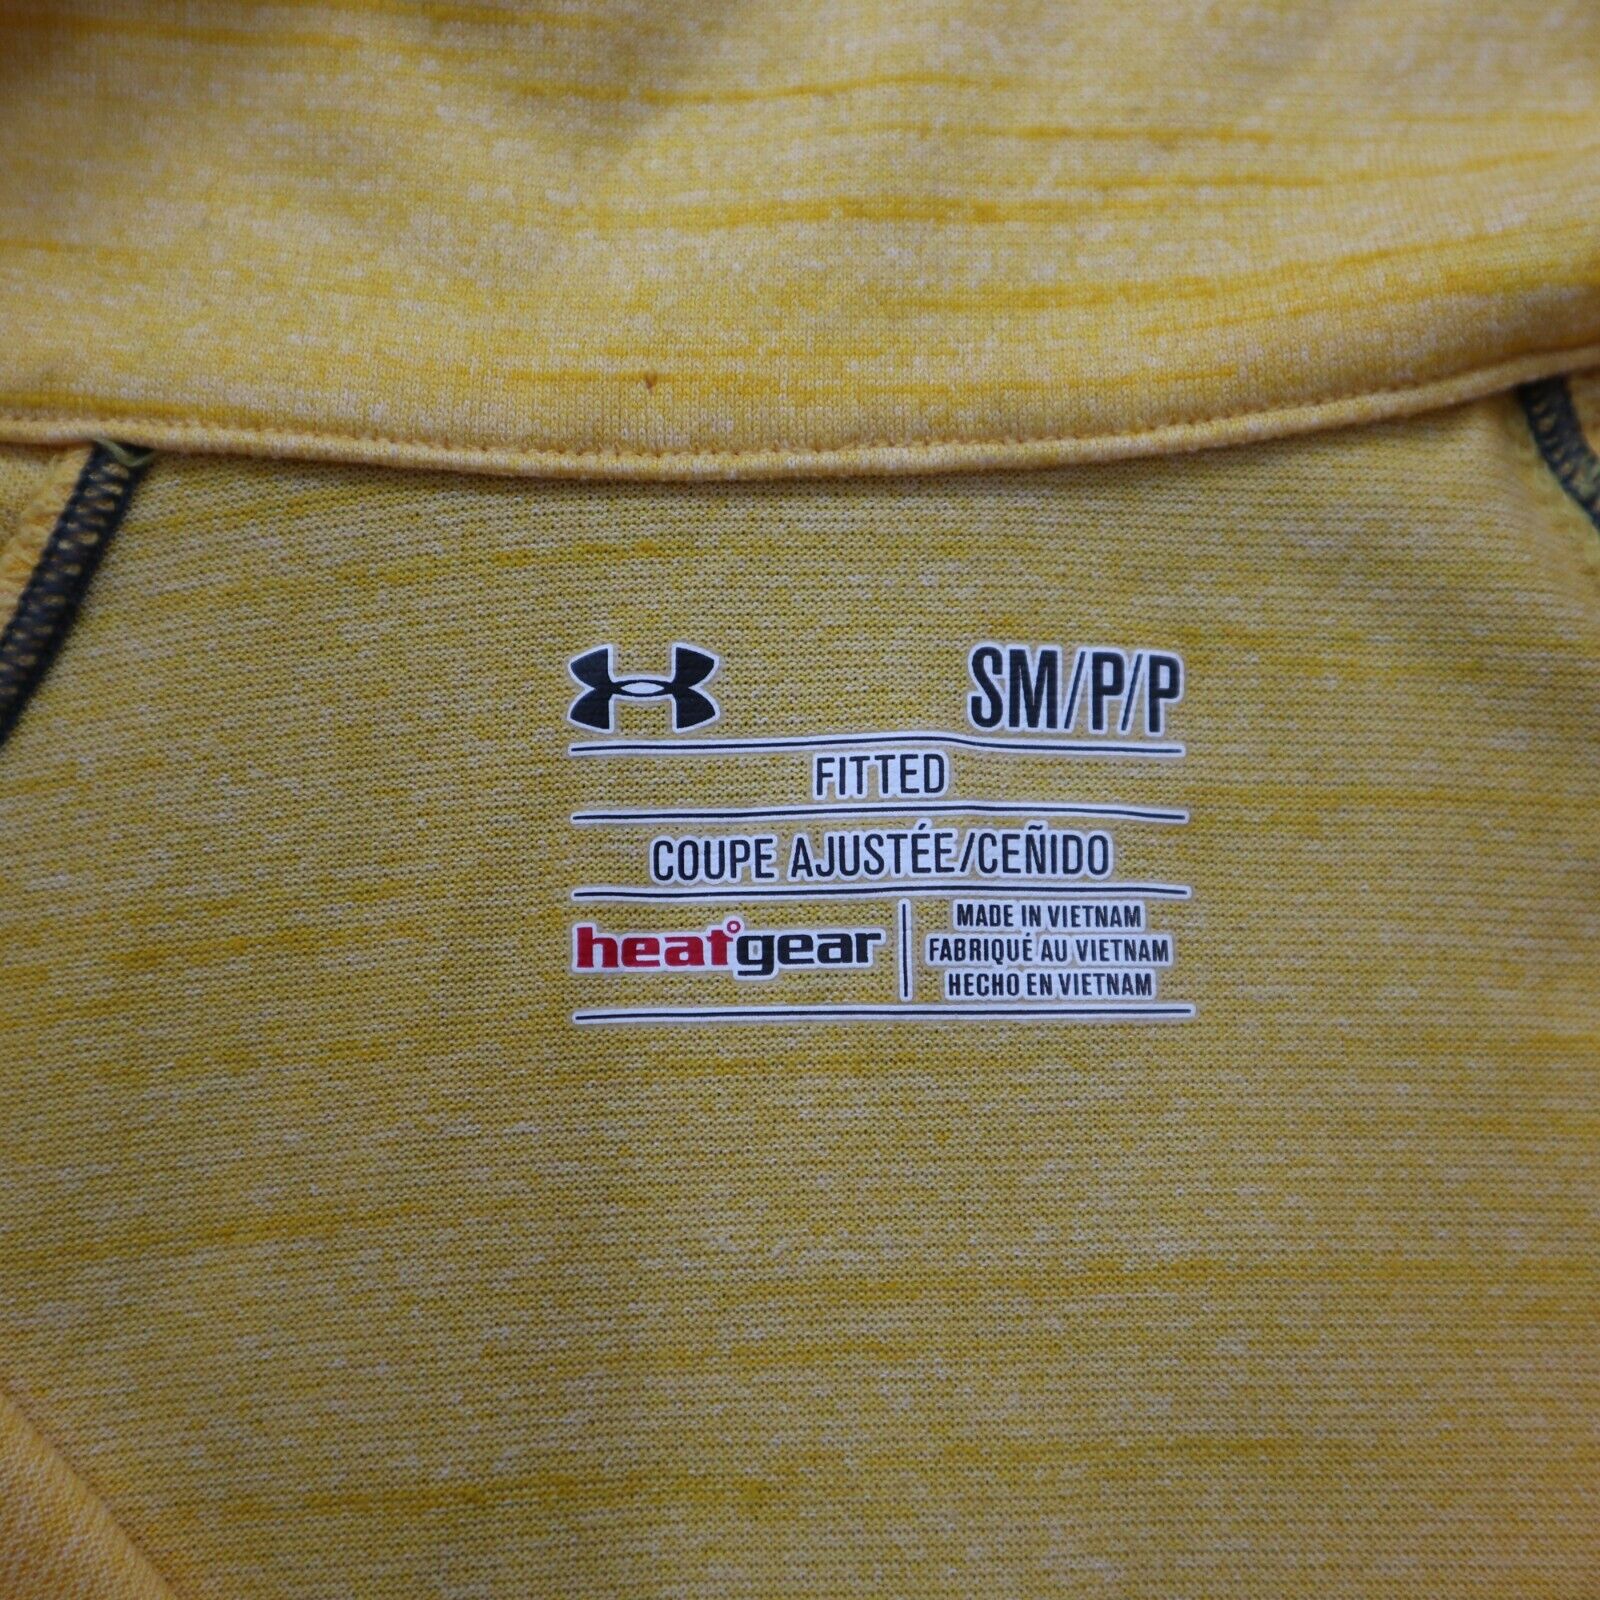 SM/P/P
FITTED
COUPE AJUSTÉE/CEÑIDO
heatgear
MADE IN VIETNAM
FABRIQUÉ AU VIETNAM
HECHO EN VIETNAM